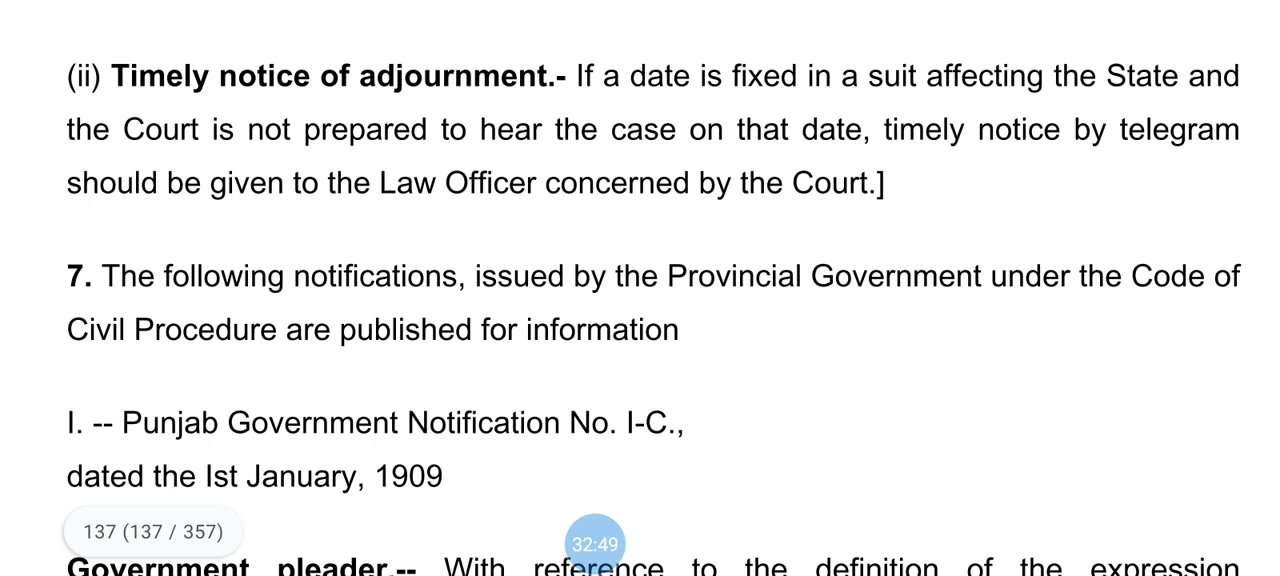 (ii) Timely notice of adjournment.- If a date is fixed in a suit affecting the State and
the Court is not prepared to hear the case on that date, timely notice by telegram
should be given to the Law Officer concerned by the Court.]
7. The following notifications, issued by the Provincial Government under the Code of
Civil Procedure are published for information
I. -- Punjab Government Notification No. I-C.,
dated the Ist January, 1909
137 (137 / 357)
32:49
Government pleader.-- With reference to the definition of the expression